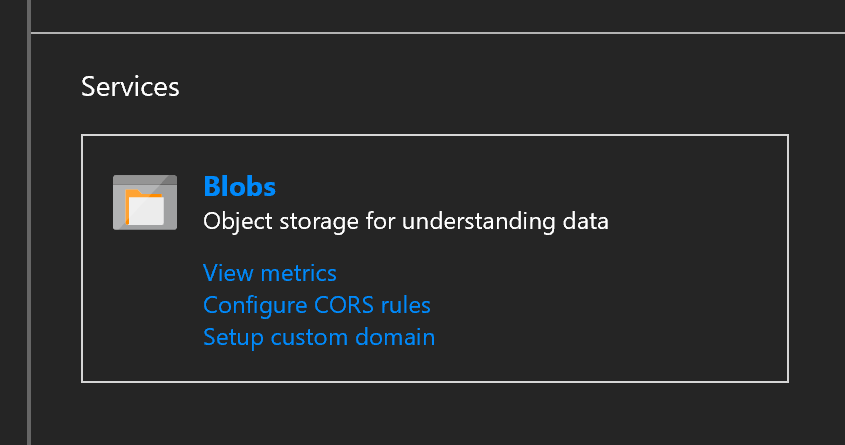 Services
Blobs
Object storage for understanding data
View metrics
Configure CORS rules
Setup custom domain